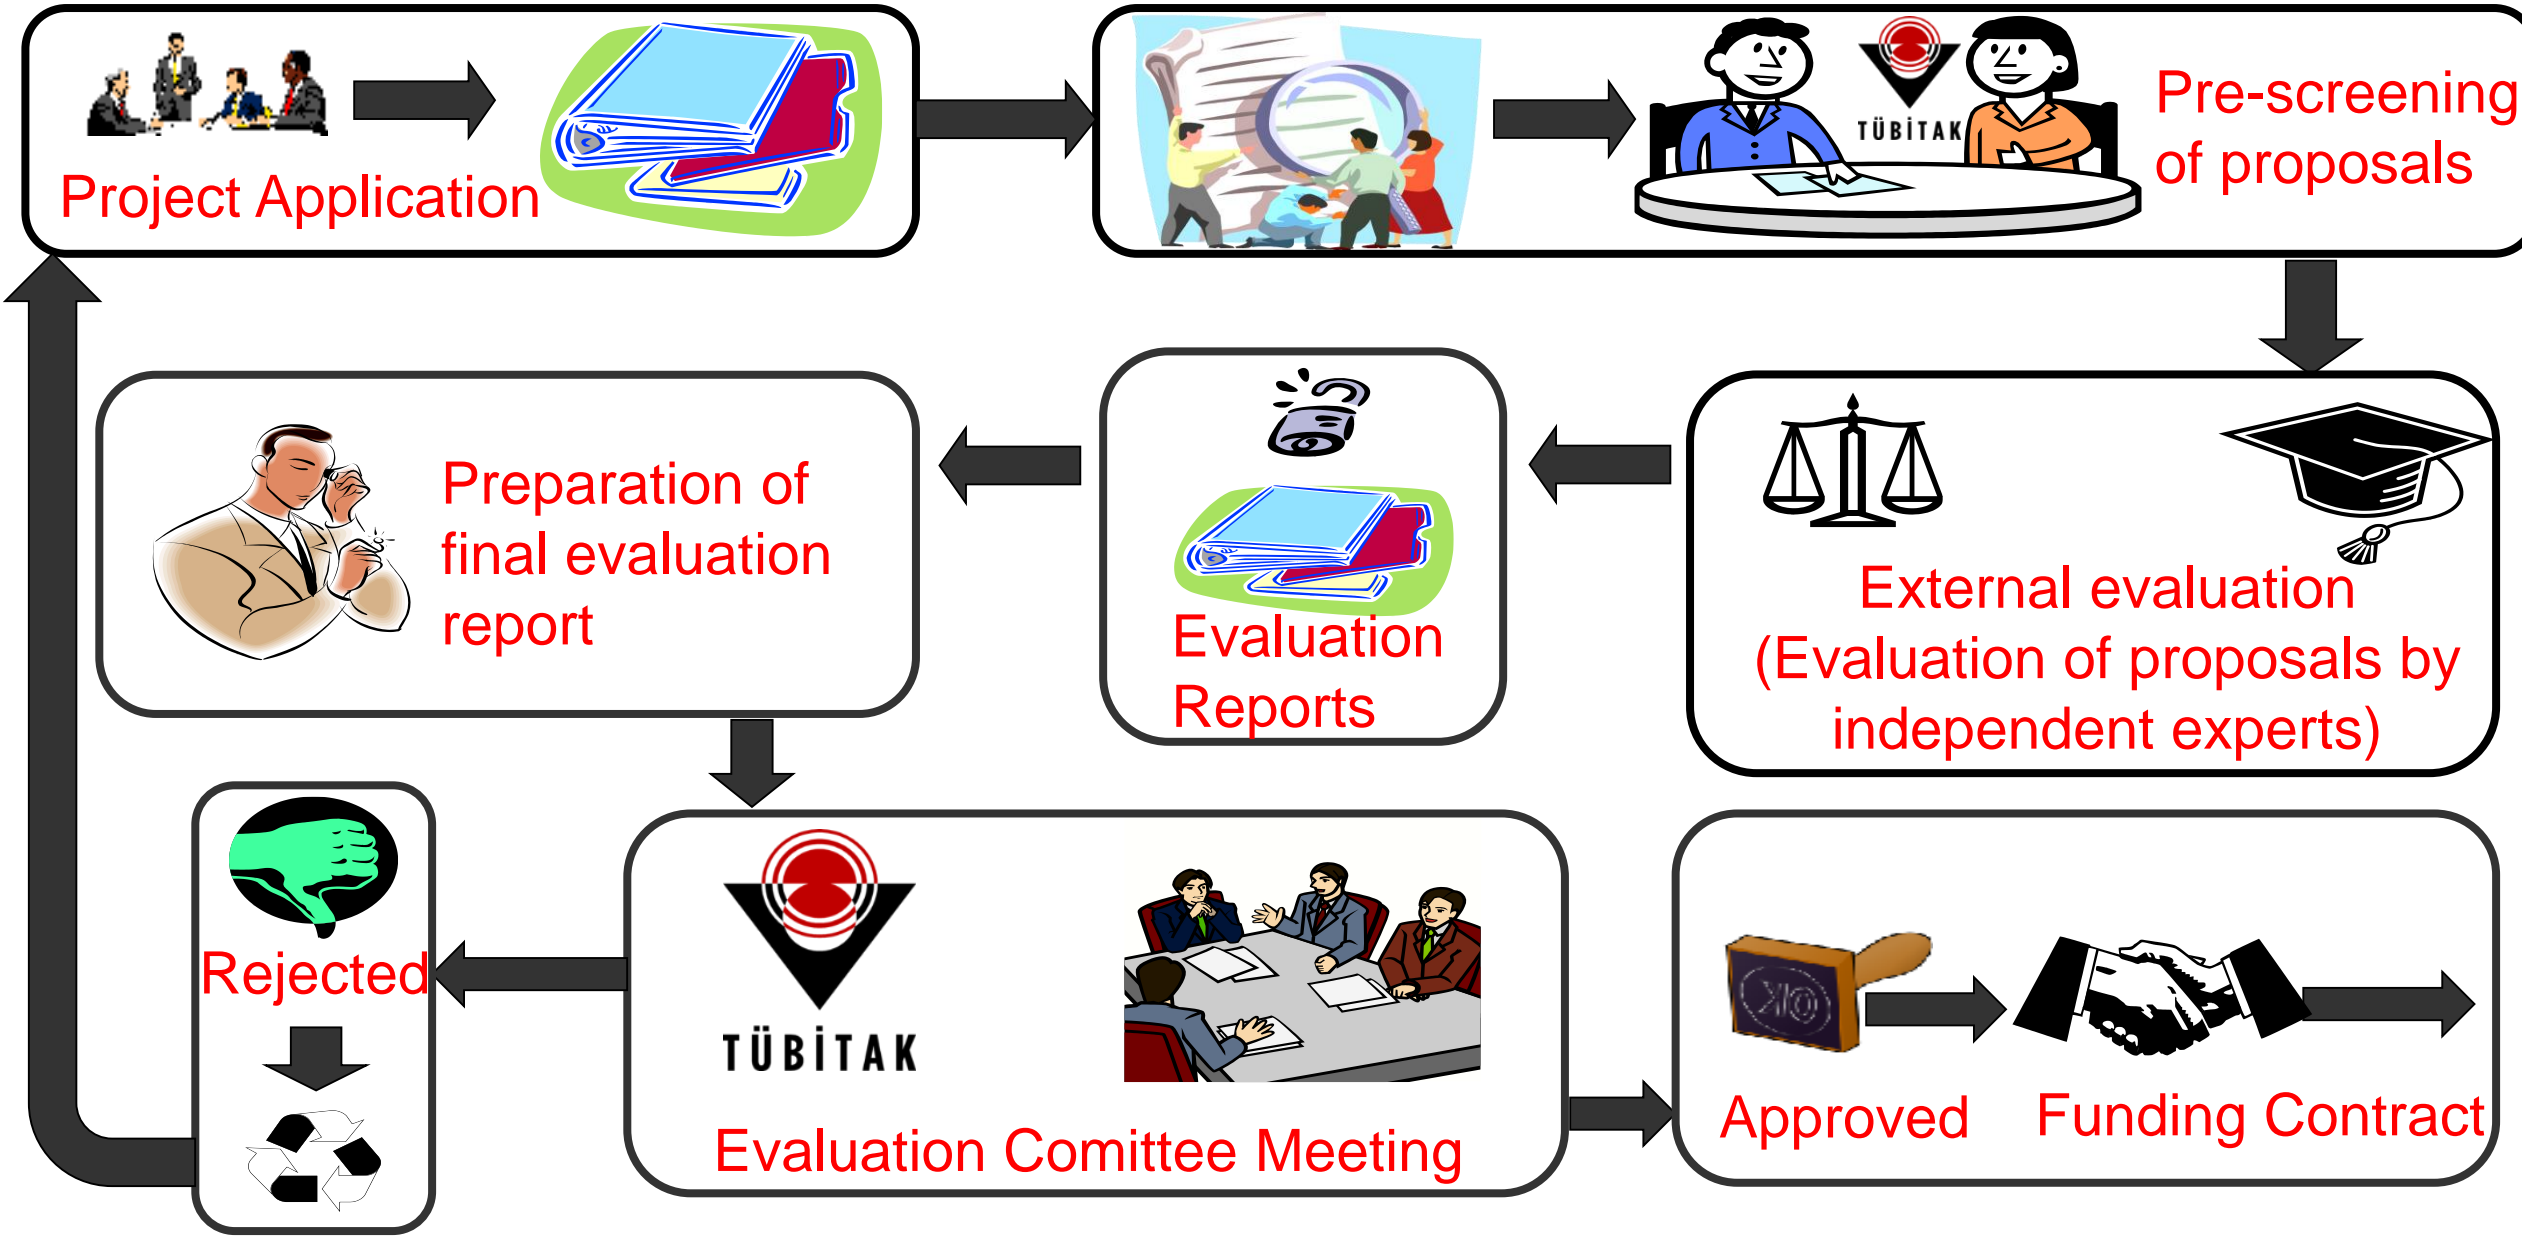 Project Application
TÜBİTAK
Pre-screening
of proposals
Preparation of
final evaluation
report
Evaluation
Reports
External evaluation
(Evaluation of proposals by
independent experts)
Rejected
TÜBİTAK
Evaluation Comittee Meeting
OK
Approved
Funding Contract